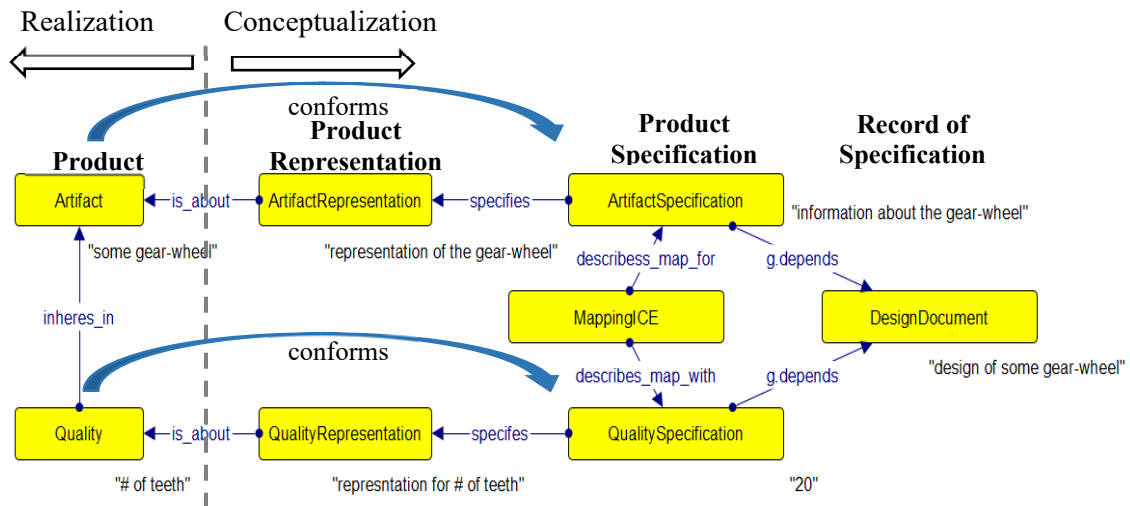 Realization
Conceptualization
conforms
Product
Product
Representation
Product
Specification
Record of
Specification
Artifact
is_about
ArtifactRepresentation
specifies
ArtifactSpecification
"information about the gear-wheel"
"some gear-wheel"
"representation of the gear-wheel"
describess_map_for
g.depends
inheres_in
MappingICE
DesignDocument
conforms
describes_map_with
g.depends
"design of some gear-wheel"
Quality
is_about
QualityRepresentation
specifes
QualitySpecification
"# of teeth"
"represntation for # of teeth"
"20"